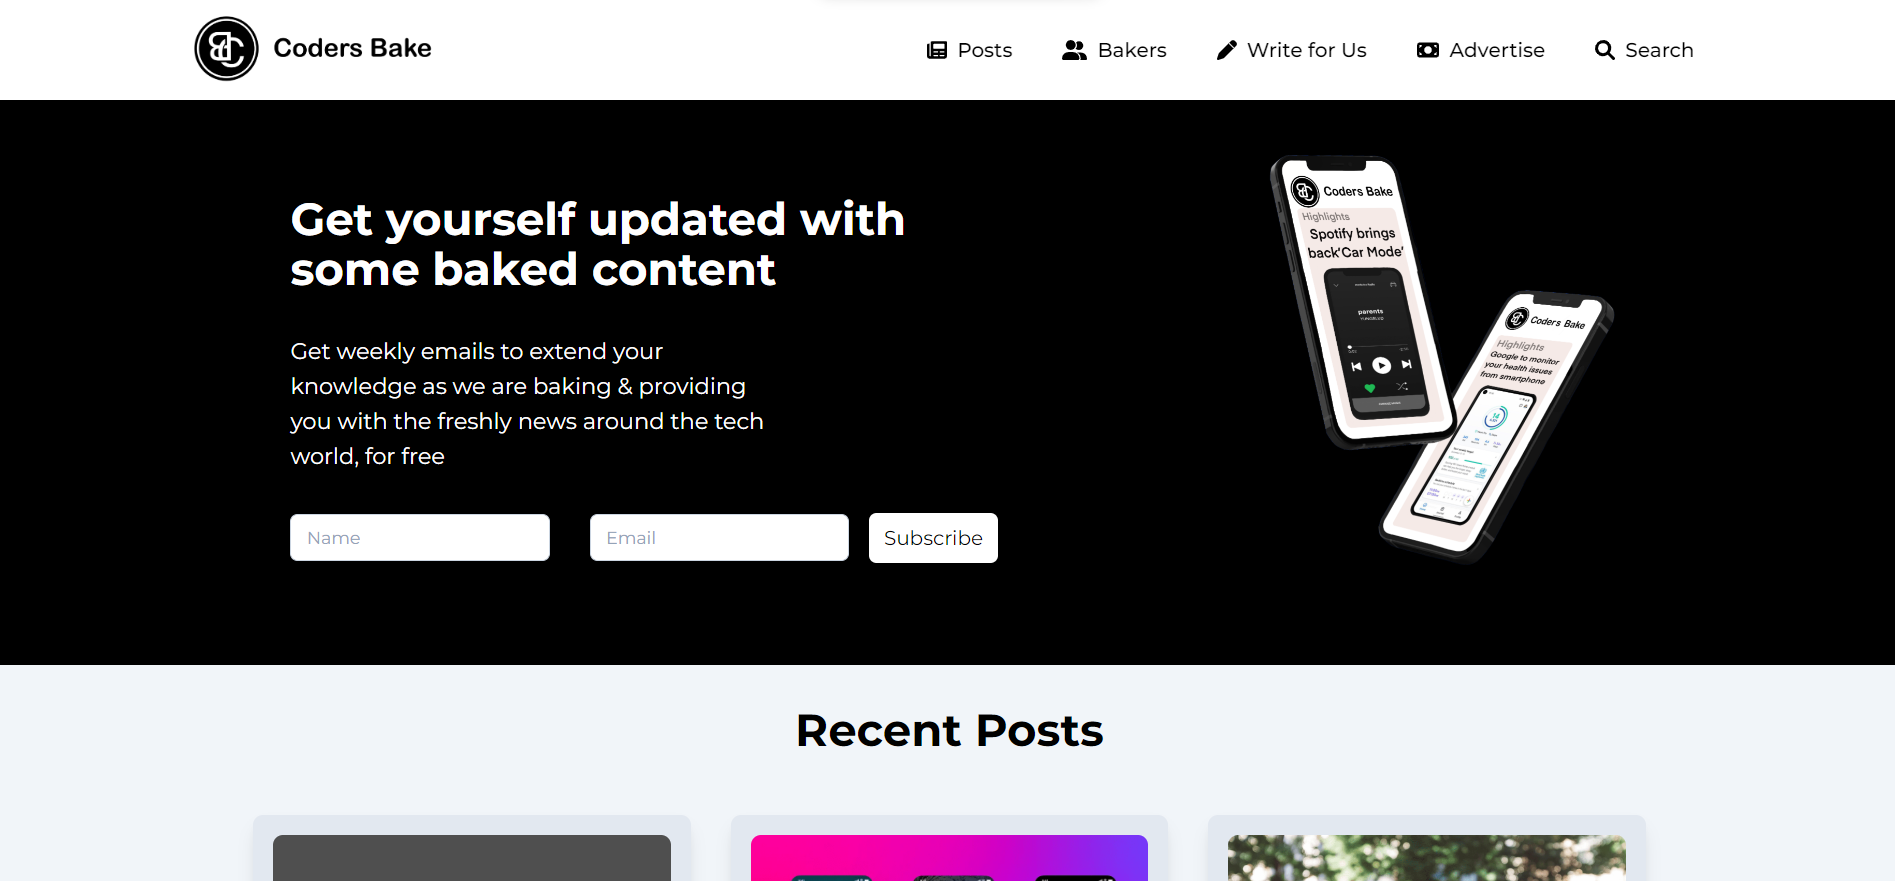 Coders Bake
Posts
Bakers
Write for Us
Advertise
Search
Get yourself updated with
some baked content
Get weekly emails to extend your
knowledge as we are baking & providing
you with the freshly news around the tech
world, for free
Name
Email
Subscribe
Coders Bake
Highlights
Spotify brings
back'Car Mode'
parents
YUNGBLUD
Coders Bake
Highlights
Google to monitor
your health issues
from smartphone
14
Recent Posts